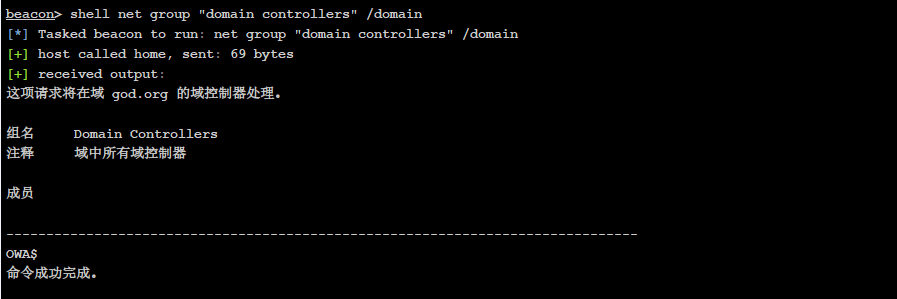 beacon> shell net group "domain controllers" /domain
[*] Tasked beacon to run: net group "domain controllers" /domain
[+] host called home, sent: 69 bytes
[+] received output:
这项请求将在域 god.org 的域控制器处理。
组名     Domain Controllers
注释     域中所有域控制器
成员
-------------------------------------------------------------------------------
OWA$
命令成功完成。